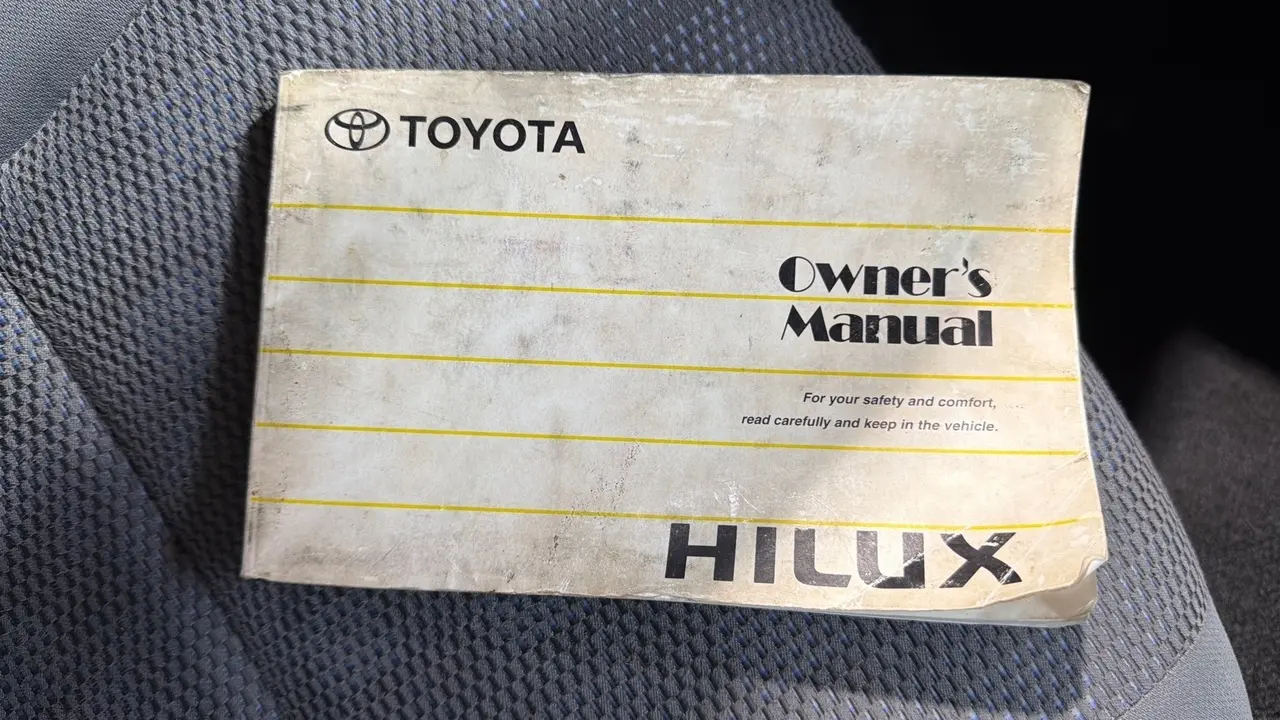 TOYOTA
Owner's
Manual
For your safety and comfort,
read carefully and keep in the vehicle.
HILUX